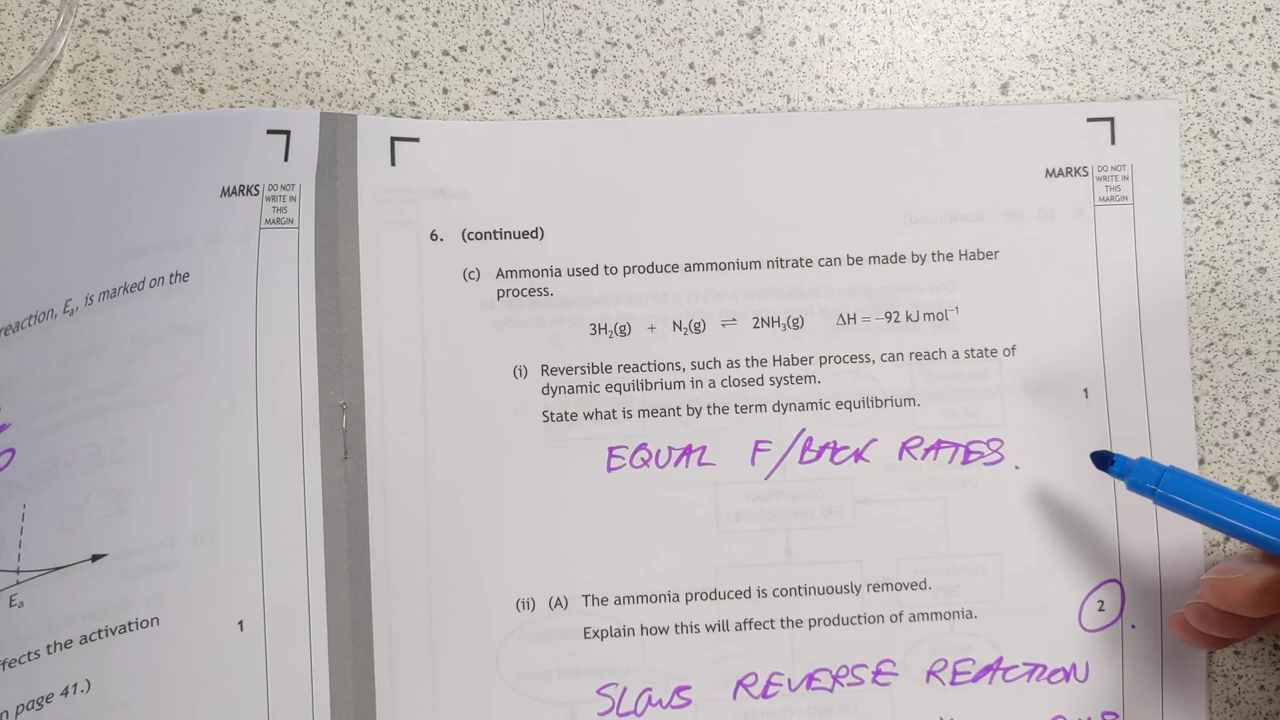 MARKS
DO NOT
WRITE IN
THIS
MARGIN
reaction, Eₐ, is marked on the
Eₐ
ffects the activation
1
n page 41.)
MARKS
DO NOT
WRITE IN
THIS
MARGIN
6. (continued)
(c) Ammonia used to produce ammonium nitrate can be made by the Haber
process.
3H₂(g) + N₂(g) ⇌ 2NH₃(g) ΔH = −92 kJ mol⁻¹
(i) Reversible reactions, such as the Haber process, can reach a state of
dynamic equilibrium in a closed system.
State what is meant by the term dynamic equilibrium.
1
EQUAL F/BACK RATES.
(ii) (A) The ammonia produced is continuously removed.
2
Explain how this will affect the production of ammonia.
SLOWS REVERSE REACTION